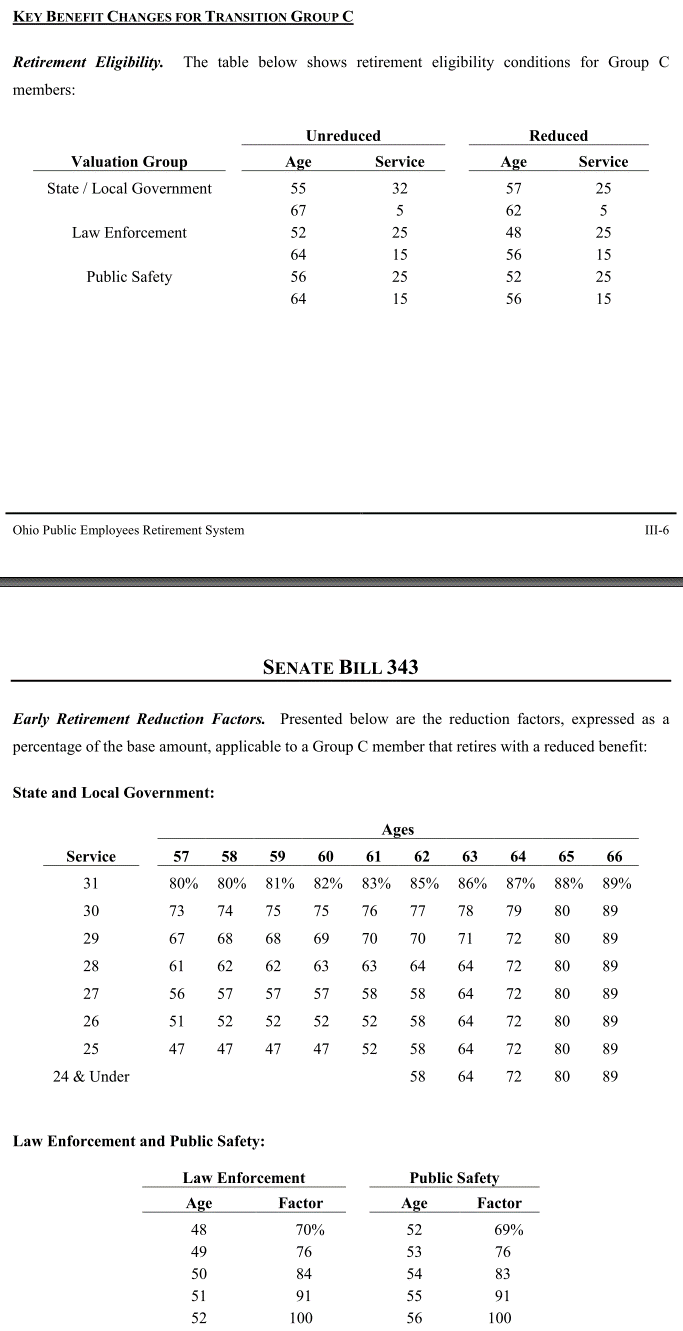 KEY BENEFIT CHANGES FOR TRANSITION GROUP C
Retirement Eligibility. The table below shows retirement eligibility conditions for Group C
members:
Unreduced Reduced
Valuation Group Age Service Age Service
State / Local Government 55 32 57 25
67 5 62 5
Law Enforcement 52 25 48 25
64 15 56 15
Public Safety 56 25 52 25
64 15 56 15
Ohio Public Employees Retirement System III-6
SENATE BILL 343
Early Retirement Reduction Factors. Presented below are the reduction factors, expressed as a
percentage of the base amount, applicable to a Group C member that retires with a reduced benefit:
State and Local Government:
Ages
Service 57 58 59 60 61 62 63 64 65 66
31 80% 80% 81% 82% 83% 85% 86% 87% 88% 89%
30 73 74 75 75 76 77 78 79 80 89
29 67 68 68 69 70 70 71 72 80 89
28 61 62 62 63 63 64 64 72 80 89
27 56 57 57 57 58 58 64 72 80 89
26 51 52 52 52 52 58 64 72 80 89
25 47 47 47 47 52 58 64 72 80 89
24 & Under 58 64 72 80 89
Law Enforcement and Public Safety:
Law Enforcement Public Safety
Age Factor Age Factor
48 70% 52 69%
49 76 53 76
50 84 54 83
51 91 55 91
52 100 56 100